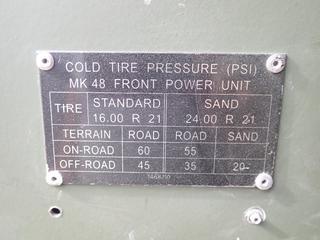 COLD TIRE PRESSURE (PSI)
MK 48 FRONT POWER UNIT
TIRE STANDARD SAND
16.00 R 21 24.00 R 21
TERRAIN ROAD ROAD SAND
ON-ROAD 60 55
OFF-ROAD 45 35 20-